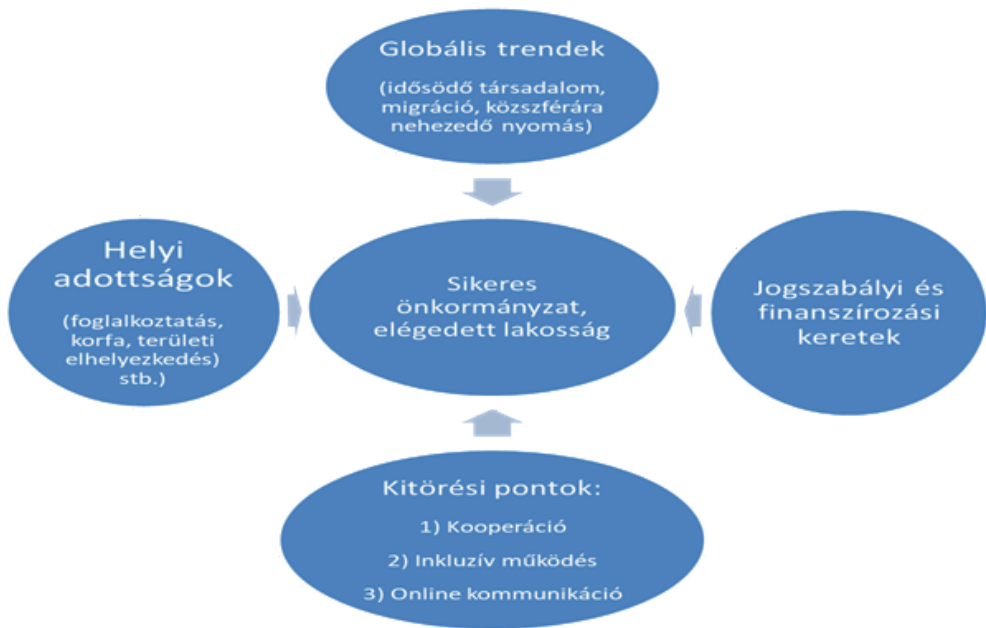 Globális trendek
(idősödő társadalom,
migráció, közszférára
nehezedő nyomás)
Helyi
adottságok
(foglalkoztatás,
korfa, területi
elhelyezkedés)
stb.)
Sikeres
önkormányzat,
elégedett lakosság
Jogszabályi és
finanszírozási
keretek
Kitörési pontok:
1) Kooperáció
2) Inkluzív működés
3) Online kommunikáció